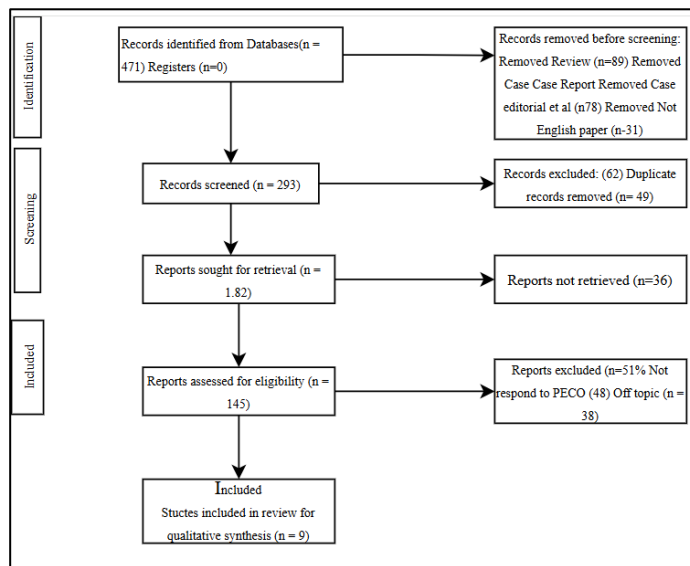 Identification
Records identified from Databases(n =
471) Registers (n=0)
Records removed before screening:
Removed Review (n=89) Removed
Case Case Report Removed Case
editorial et al (n78) Removed Not
English paper (n-31)
Screening
Records screened (n = 293)
Records excluded: (62) Duplicate
records removed (n= 49)
Reports sought for retrieval (n =
1.82)
Reports not retrieved (n=36)
Included
Reports assessed for eligibility (n =
145)
Reports excluded (n=51% Not
respond to PECO (48) Off topic (n =
38)
Included
Stuctes included in review for
qualitative synthesis (n = 9)